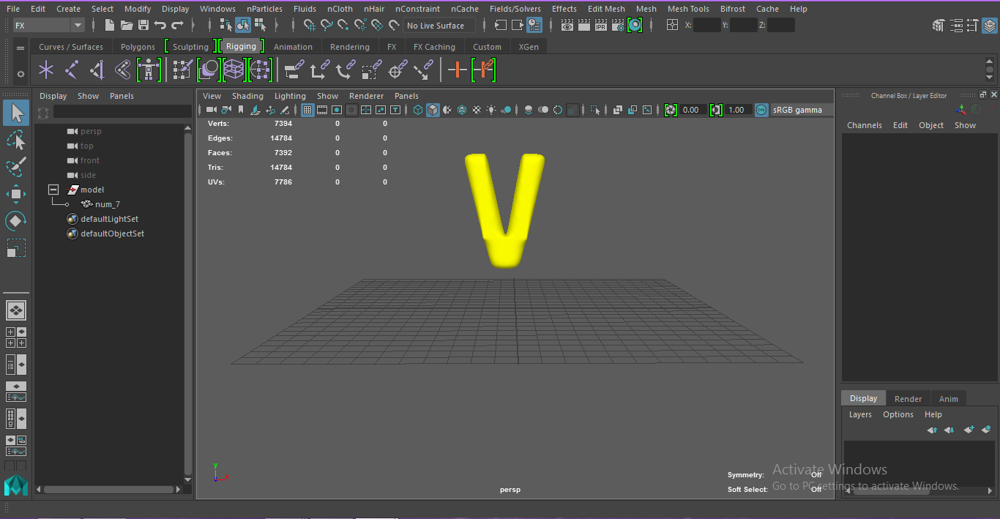 File Edit Create Select Modify Display Windows nParticles Fluids nCloth nHair nConstraint nCache Fields/Solvers Effects Edit Mesh Mesh Mesh Tools Bifrost Cache Help
FX No Live Surface IPR X: Y: Z:
Curves / Surfaces Polygons Sculpting Rigging Animation Rendering FX FX Caching Custom XGen
Display Show Panels
View Shading Lighting Show Renderer Panels
Channel Box / Layer Editor
0.00 1.00 ON sRGB gamma
Channels Edit Object Show
Verts: 7394 0 0
Edges: 14784 0 0
Faces: 7392 0 0
Tris: 14784 0 0
UVs: 7786 0 0
persp
top
front
side
model
num_7
defaultLightSet
defaultObjectSet
Display Render Anim
Layers Options Help
y
x
persp
Symmetry: Off
Soft Select: Off
Activate Windows
Go to PC settings to activate Windows.